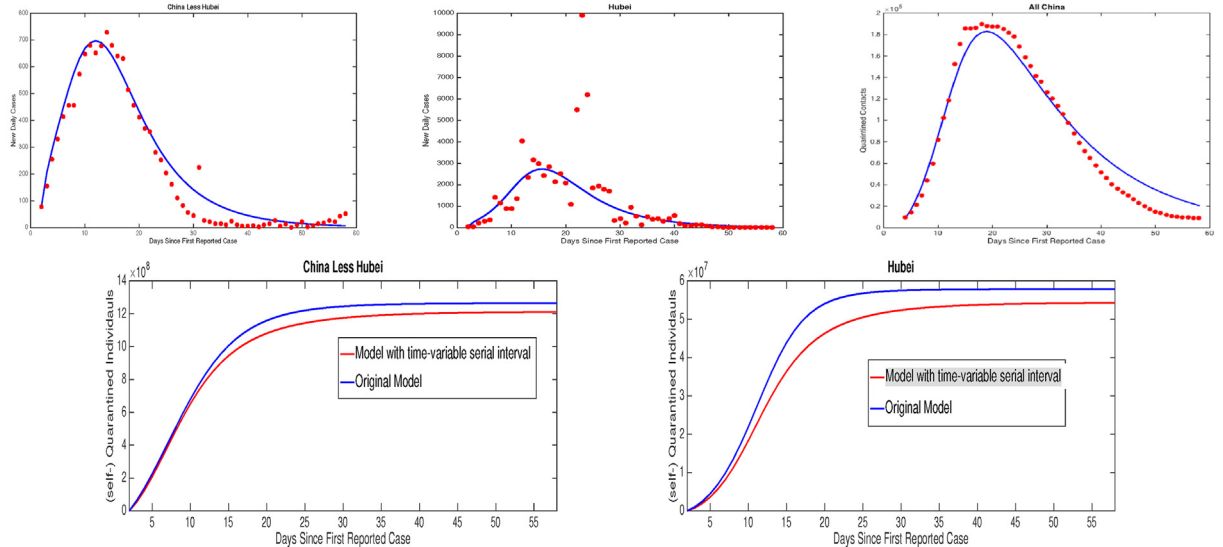 China Less Hubei
800
700
600
500
400
300
200
100
0
New Daily Cases
0 10 20 30 40 50 60
Days Since First Reported Case
Hubei
10000
9000
8000
7000
6000
5000
4000
3000
2000
1000
0
New Daily Cases
0 10 20 30 40 50 60
Days Since First Reported Case
All China
2
1.8
1.6
1.4
1.2
1
0.8
0.6
0.4
0.2
0
0 10 20 30 40 50 60
Days Since First Reported Case
China Less Hubei
×10⁸
14
12
10
8
6
4
2
0
(self-) Quarantined Individuals
Model with time-variable serial interval
Original Model
5 10 15 20 25 30 35 40 45 50 55
Days Since First Reported Case
Hubei
×10⁷
6
5
4
3
2
1
0
(self-) Quarantined Individuals
Model with time-variable serial interval
Original Model
5 10 15 20 25 30 35 40 45 50 55
Days Since First Reported Case